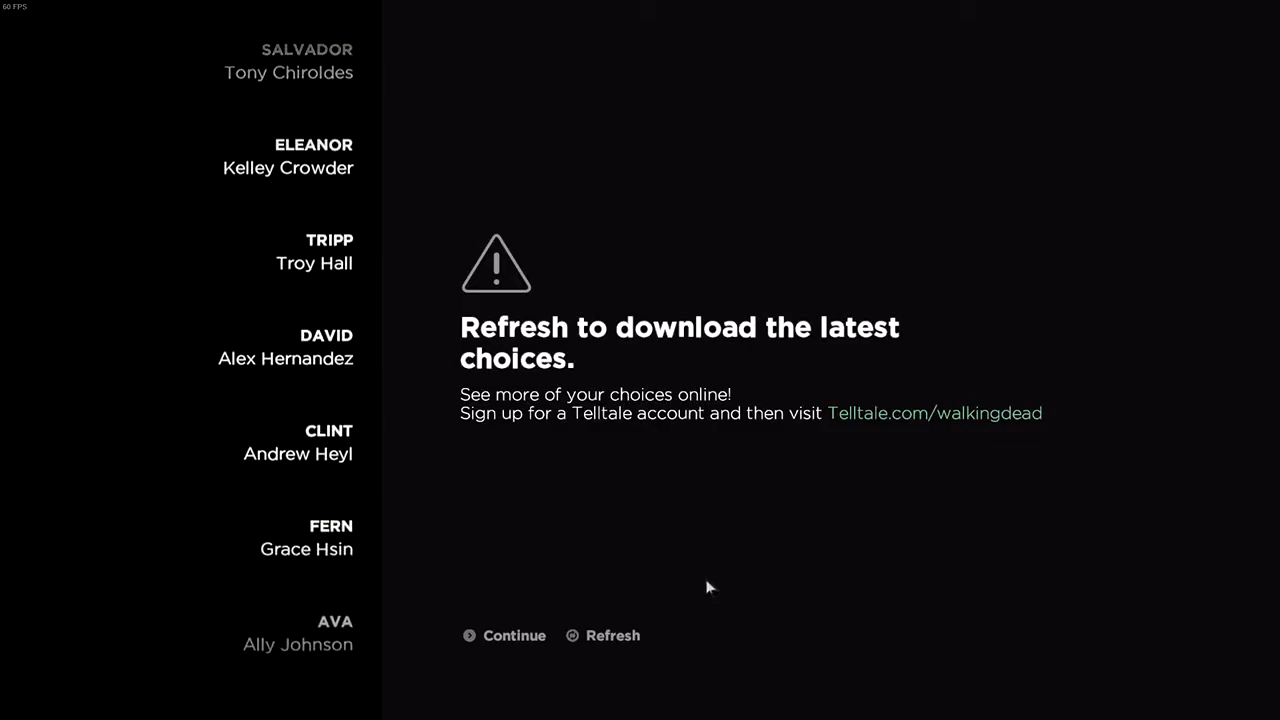 60 FPS
SALVADOR
Tony Chiroldes
ELEANOR
Kelley Crowder
TRIPP
Troy Hall
DAVID
Alex Hernandez
CLINT
Andrew Heyl
FERN
Grace Hsin
AVA
Ally Johnson
Refresh to download the latest
choices.
See more of your choices online!
Sign up for a Telltale account and then visit Telltale.com/walkingdead
Continue
Refresh